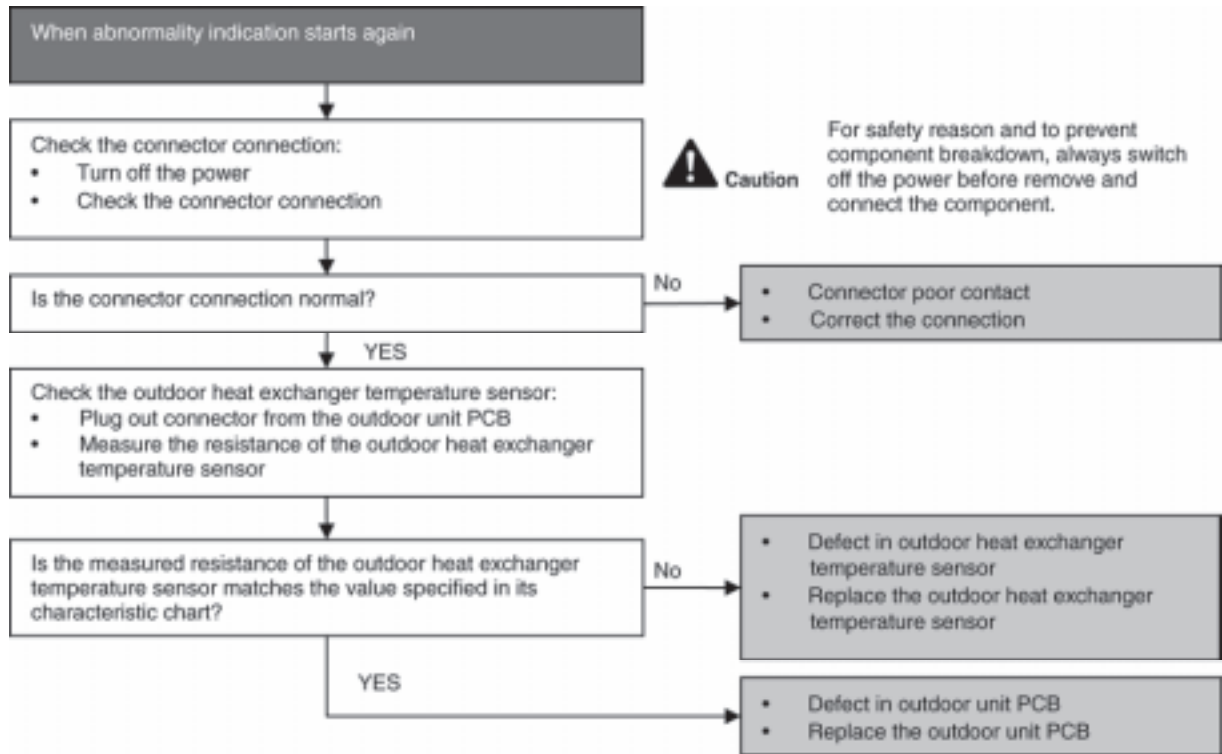 When abnormality indication starts again
Check the connector connection:
• Turn off the power
• Check the connector connection
Caution
For safety reason and to prevent
component breakdown, always switch
off the power before remove and
connect the component.
Is the connector connection normal?
No
• Connector poor contact
• Correct the connection
YES
Check the outdoor heat exchanger temperature sensor:
• Plug out connector from the outdoor unit PCB
• Measure the resistance of the outdoor heat exchanger
temperature sensor
Is the measured resistance of the outdoor heat exchanger
temperature sensor matches the value specified in its
characteristic chart?
No
• Defect in outdoor heat exchanger
temperature sensor
• Replace the outdoor heat exchanger
temperature sensor
YES
• Defect in outdoor unit PCB
• Replace the outdoor unit PCB